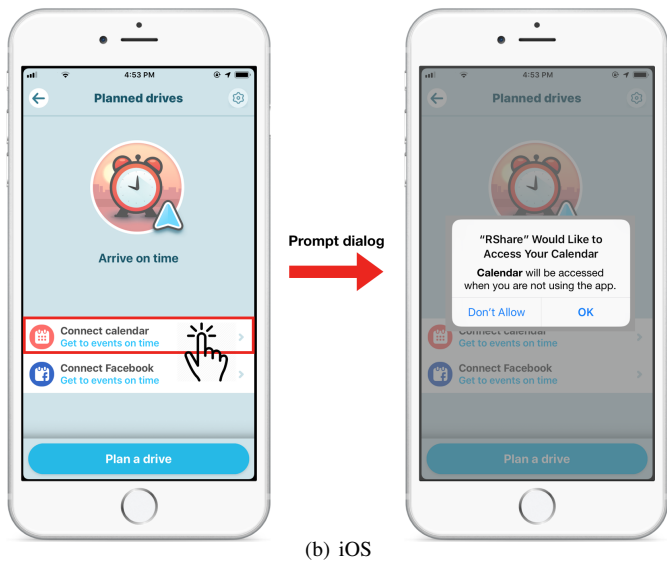 4:53 PM
Planned drives
Arrive on time
Connect calendar
Get to events on time
Connect Facebook
Get to events on time
Plan a drive
Prompt dialog
4:53 PM
Planned drives
"RShare" Would Like to
Access Your Calendar
Calendar will be accessed
when you are not using the app.
Don't Allow OK
Connect calendar
Get to events on time
Connect Facebook
Get to events on time
Plan a drive
(b) iOS